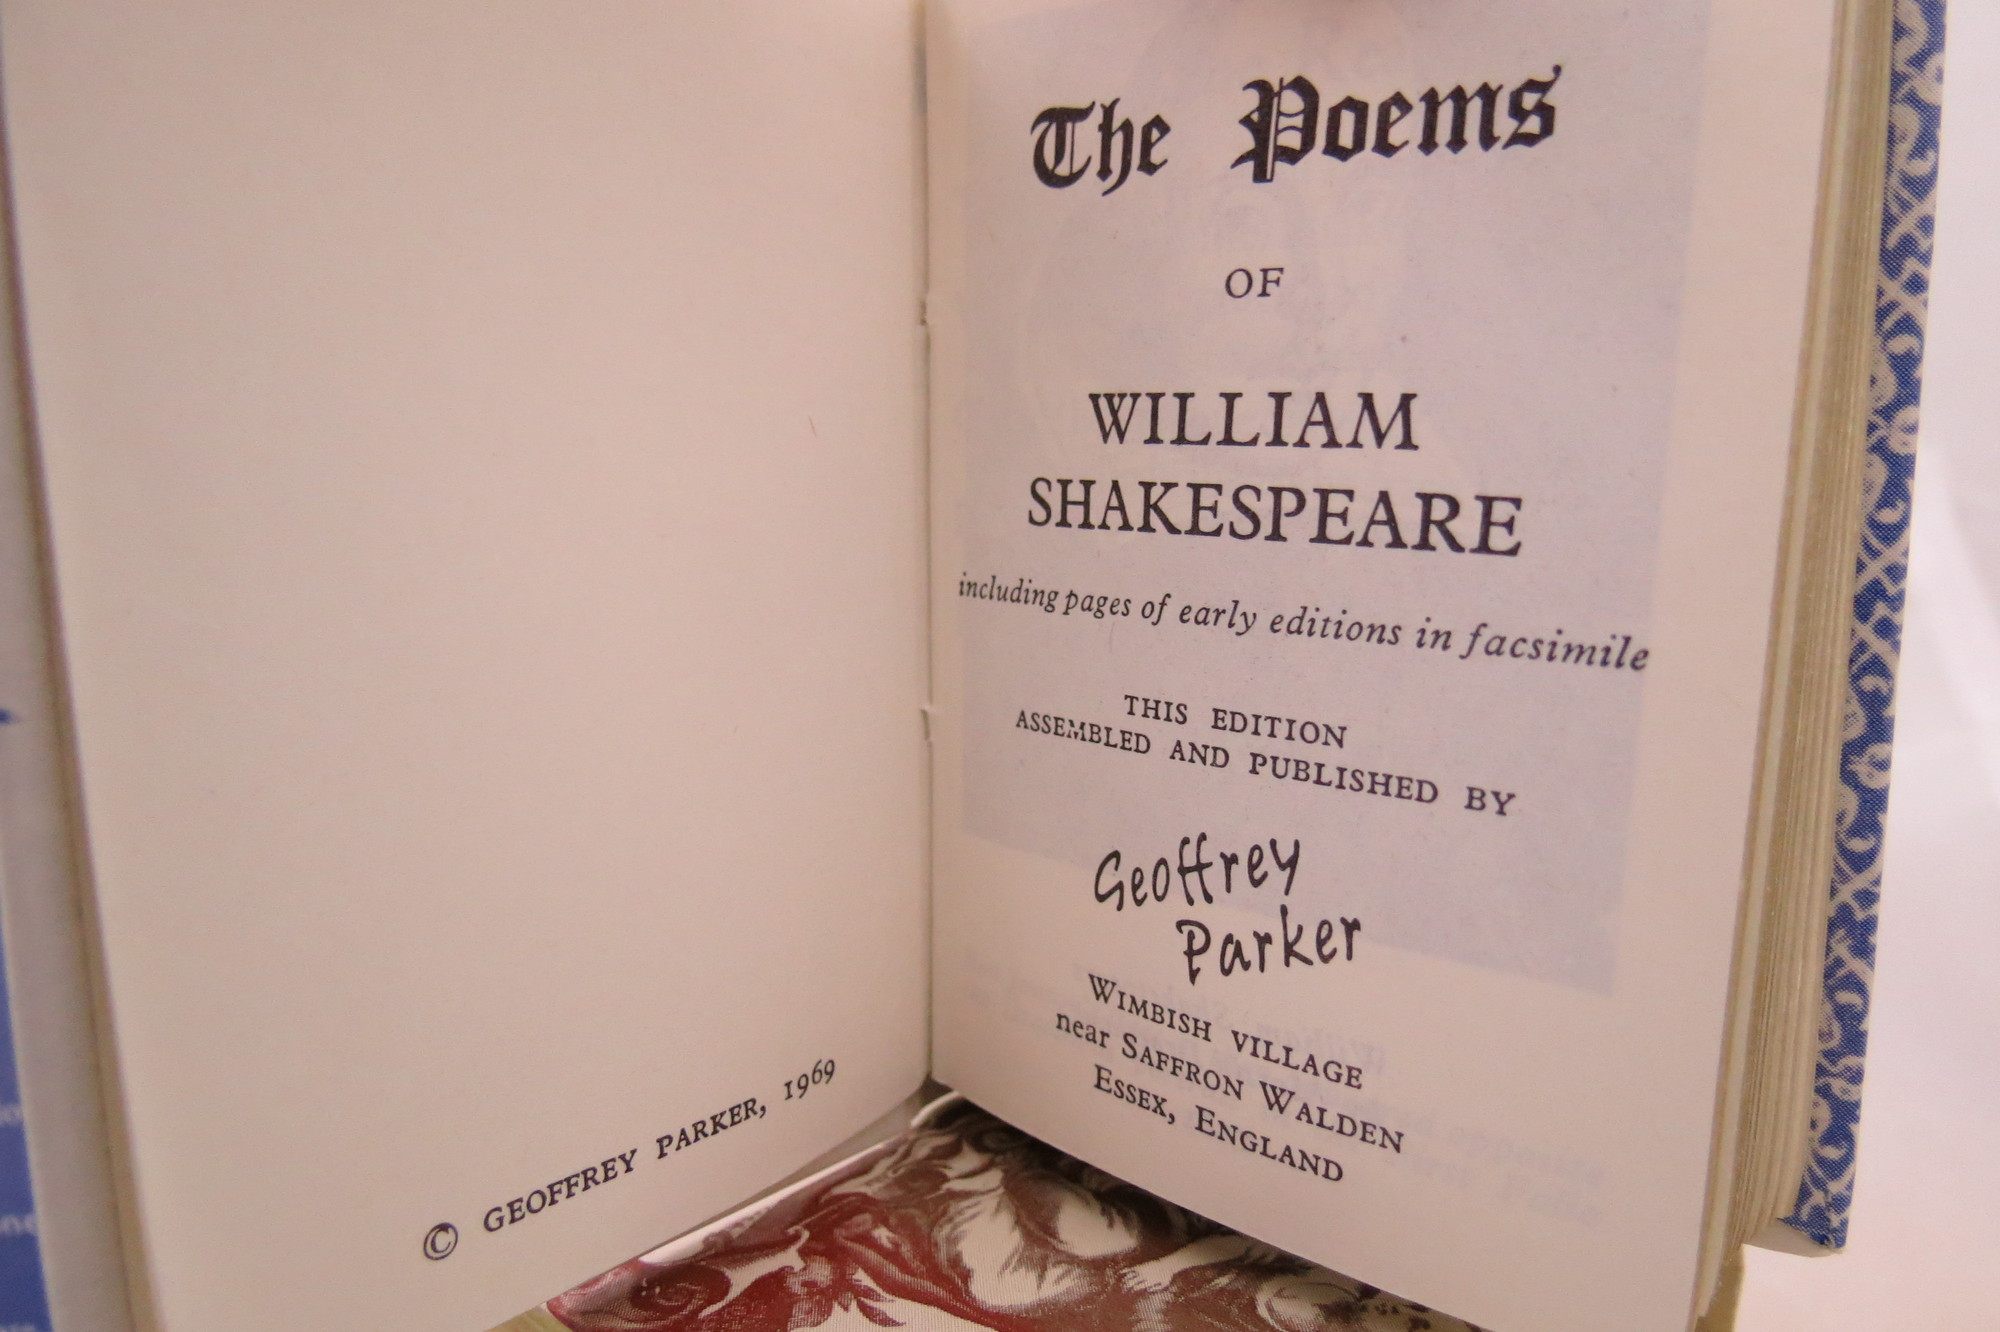 © GEOFFREY PARKER, 1969
The Poems
OF
WILLIAM
SHAKESPEARE
including pages of early editions in facsimile
THIS EDITION
ASSEMBLED AND PUBLISHED BY
Geoffrey
Parker
WIMBISH VILLAGE
near SAFFRON WALDEN
ESSEX, ENGLAND